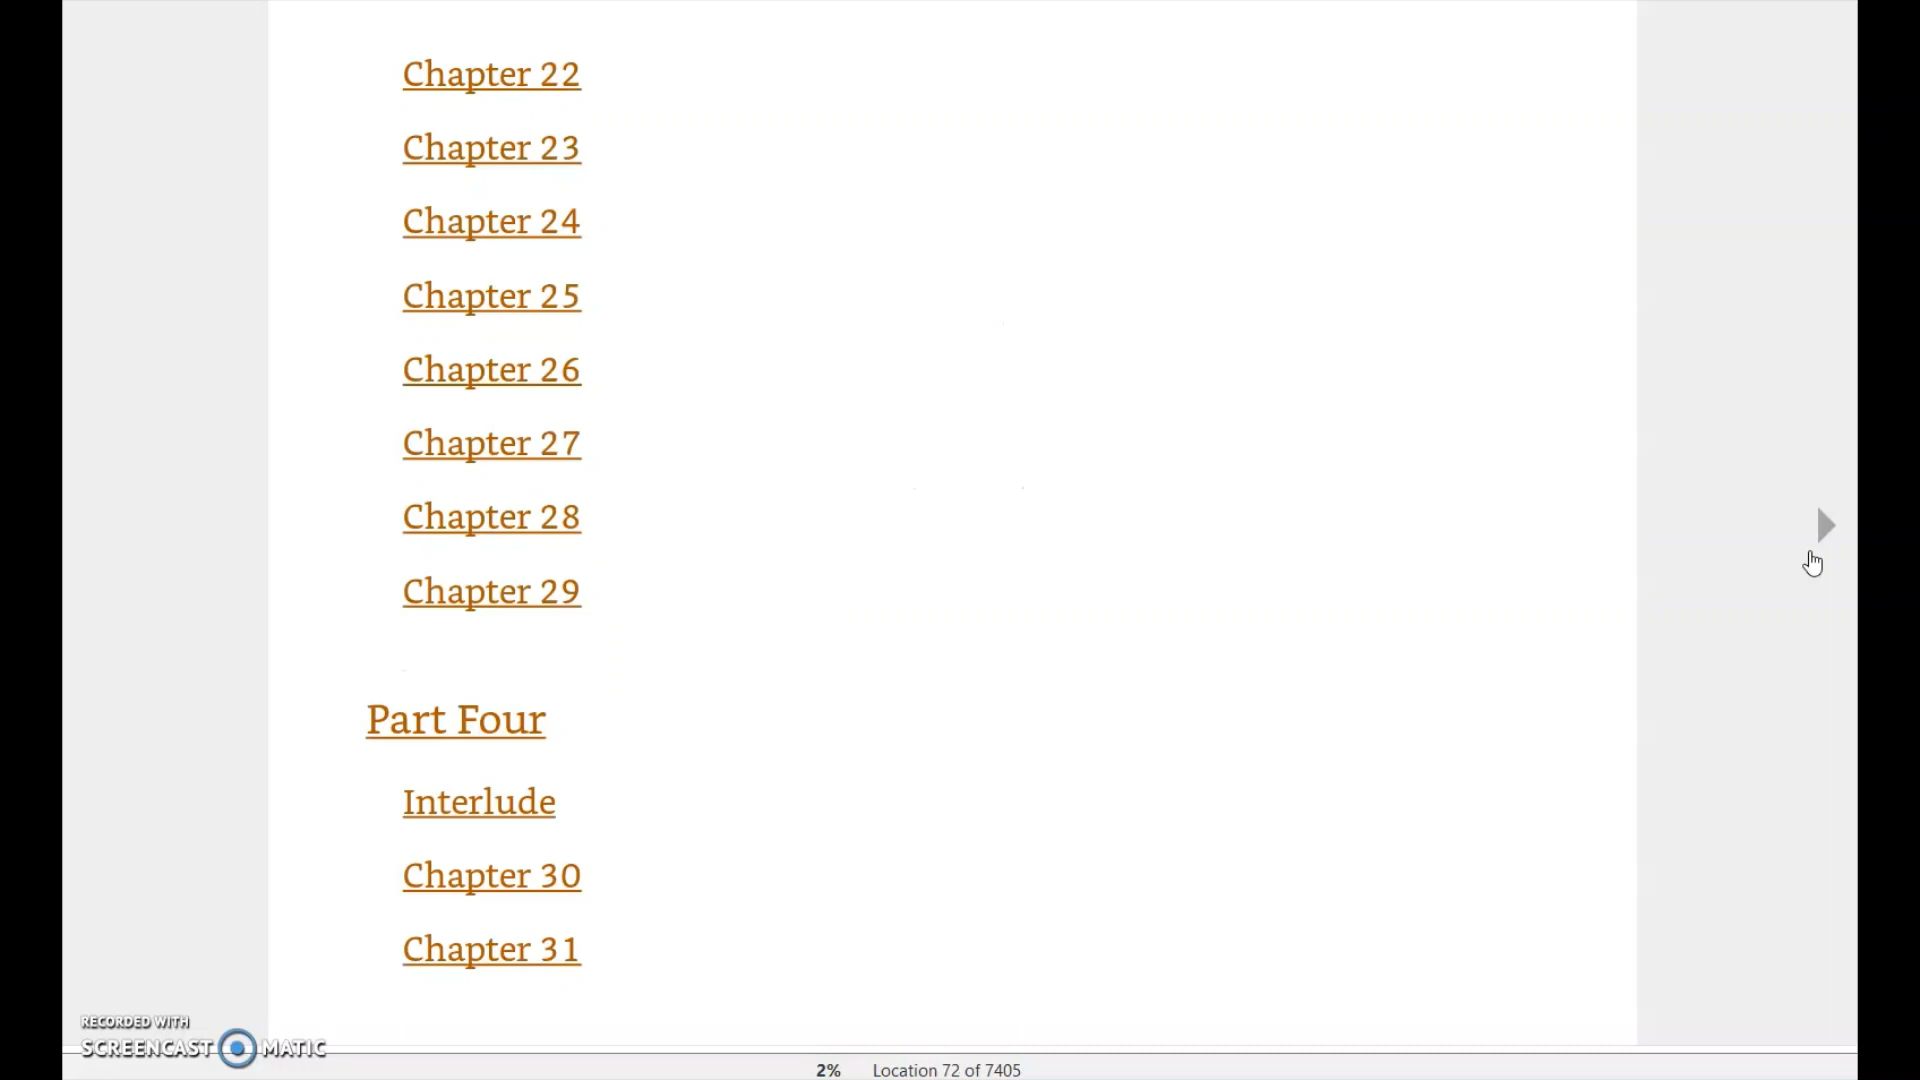 Chapter 22
Chapter 23
Chapter 24
Chapter 25
Chapter 26
Chapter 27
Chapter 28
Chapter 29
Part Four
Interlude
Chapter 30
Chapter 31
RECORDED WITH
SCREENCAST MATIC
2% Location 72 of 7405